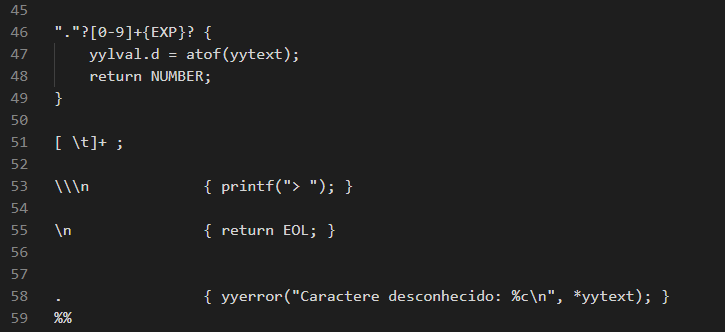 45
46 "."?[0-9]+{EXP}? {
47     yylval.d = atof(yytext);
48     return NUMBER;
49 }
50
51 [ \t]+ ;
52
53 \\\n             { printf("> "); }
54
55 \n               { return EOL; }
56
57
58 .                { yyerror("Caractere desconhecido: %c\n", *yytext); }
59 %%